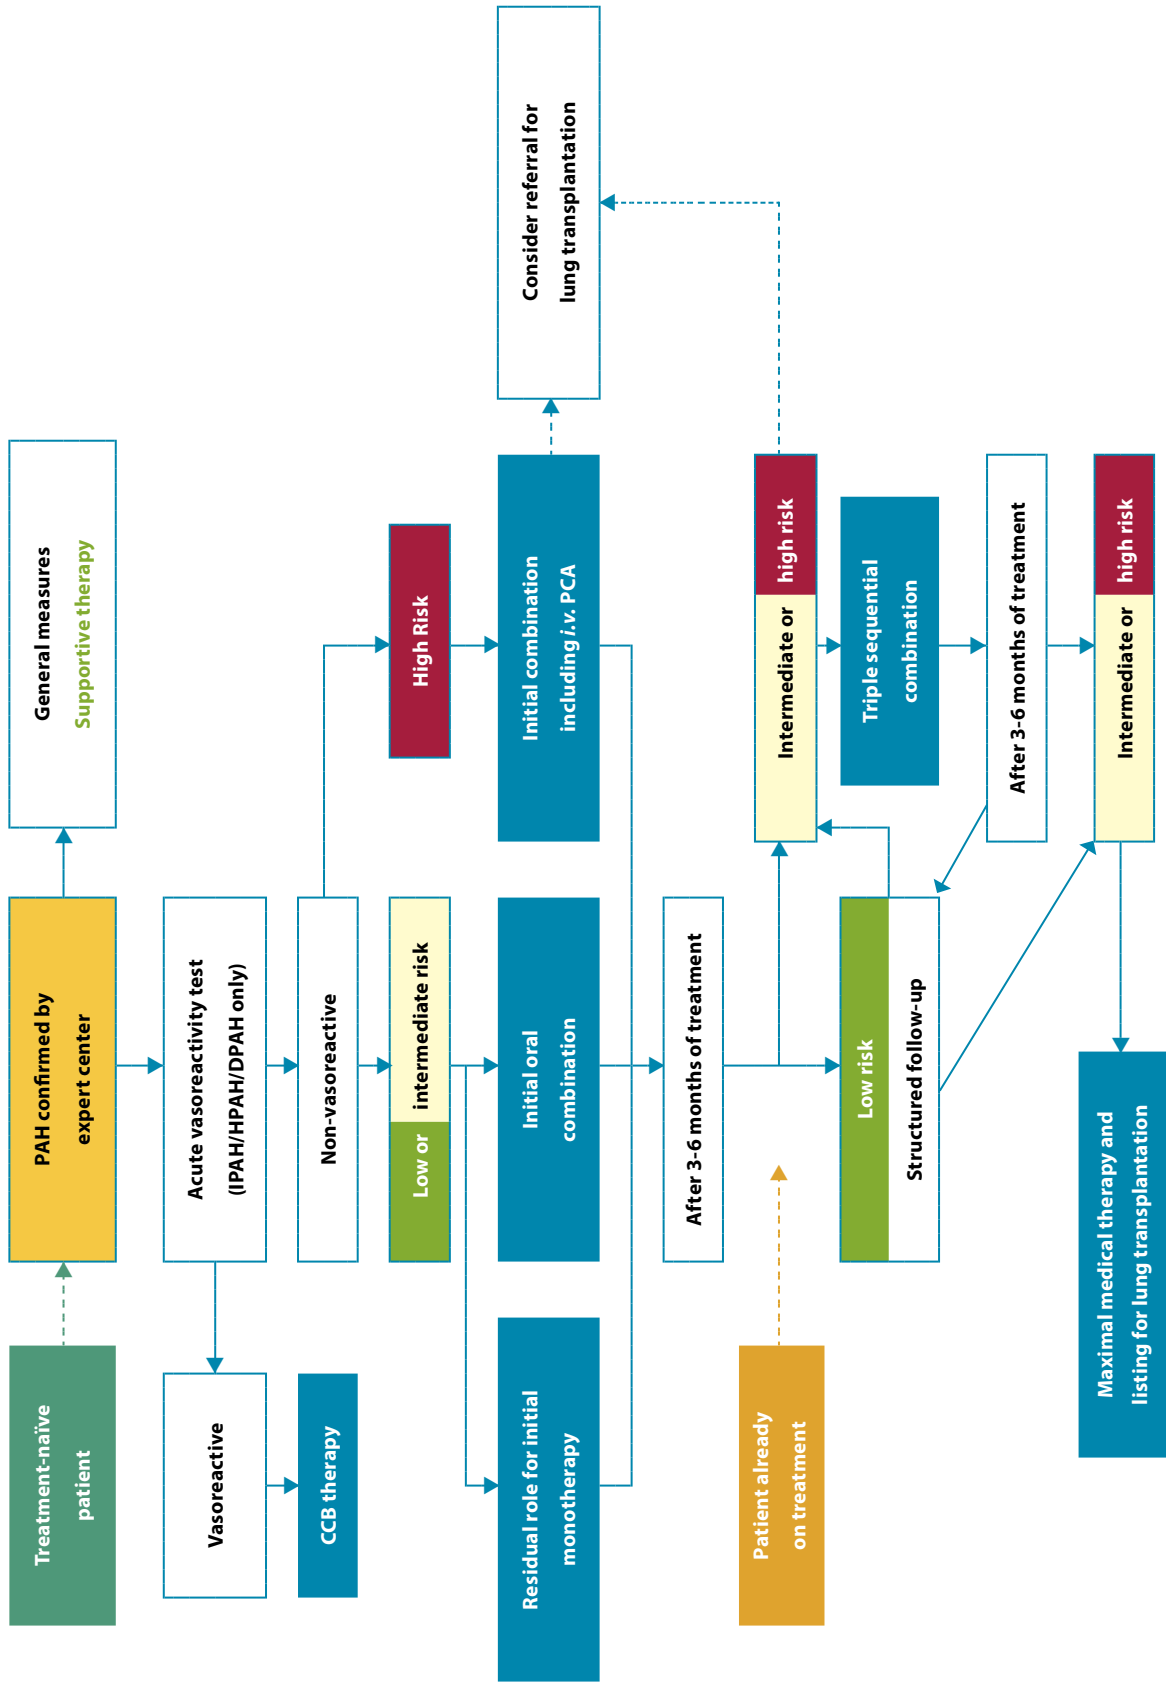 Treatment-naïve
patient
PAH confirmed by
expert center
General measures
Supportive therapy
Acute vasoreactivity test
(IPAH/HPAH/DPAH only)
Vasoreactive
CCB therapy
Non-vasoreactive
Low or intermediate risk
High Risk
Residual role for initial
monotherapy
Initial oral
combination
Initial combination
including i.v. PCA
Consider referral for
lung transplantation
After 3-6 months of treatment
Patient already
on treatment
Intermediate or high risk
Low risk
Structured follow-up
Triple sequential
combination
After 3-6 months of treatment
Intermediate or high risk
Maximal medical therapy and
listing for lung transplantation